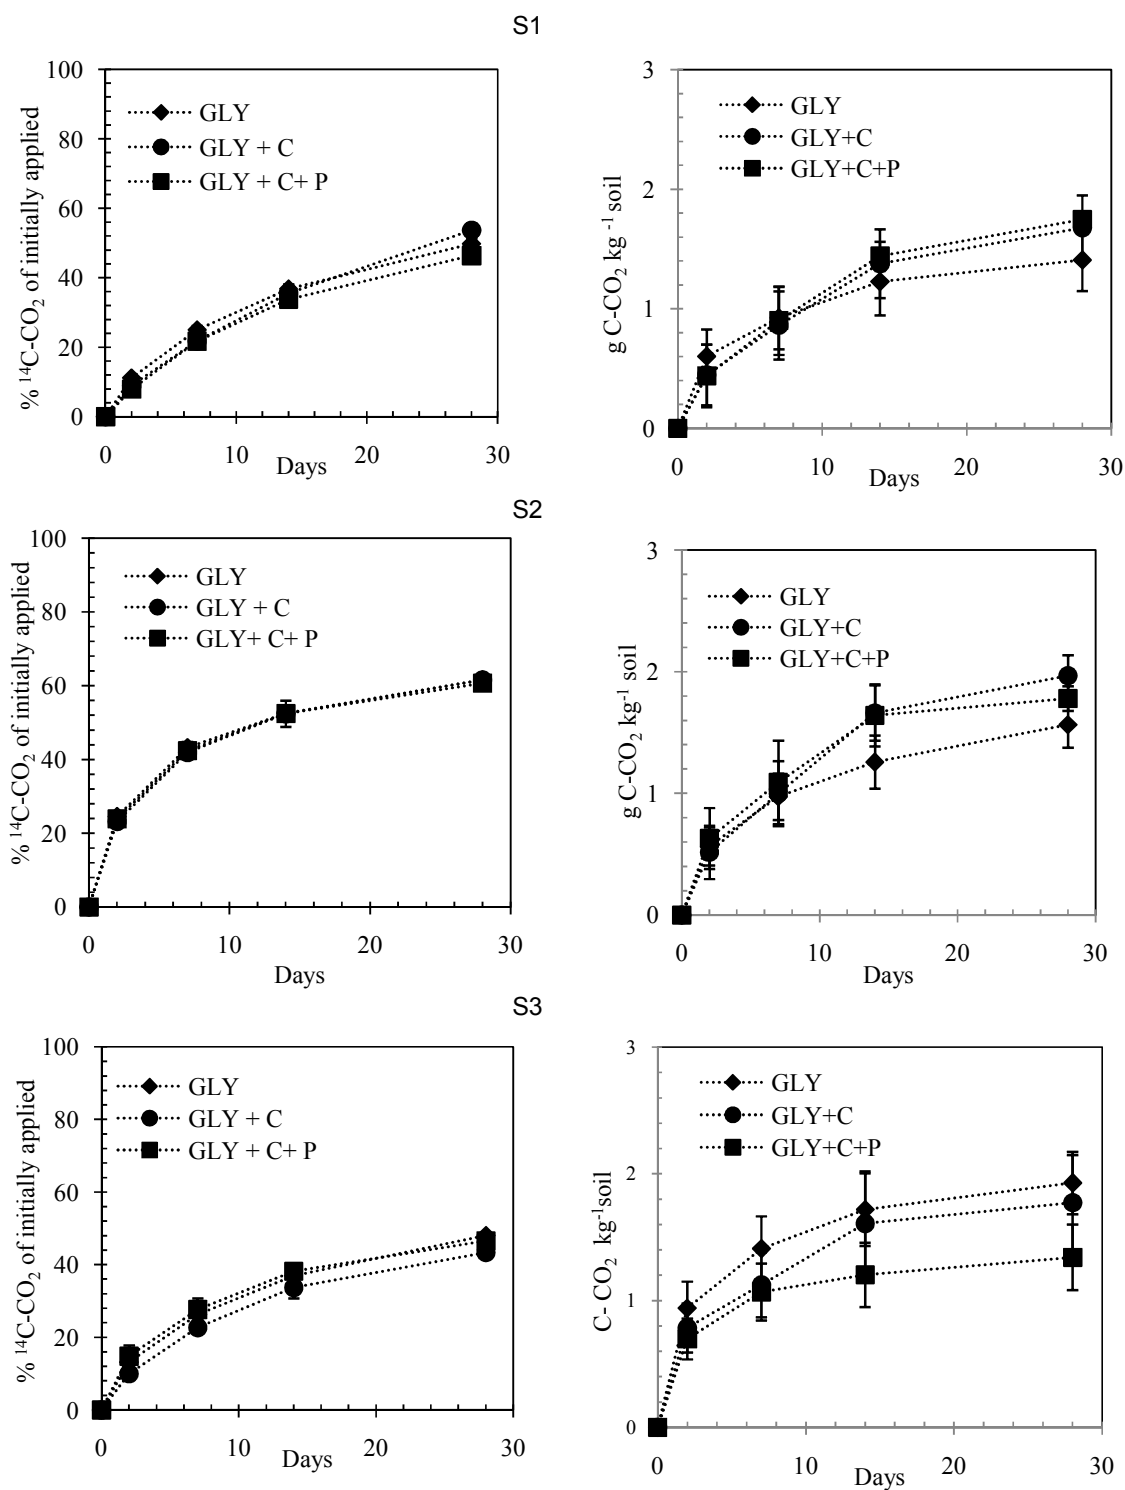 S1
% ¹⁴C-CO₂ of initially applied
100
80
60
40
20
0
GLY
GLY + C
GLY + C+ P
0
10
20
30
Days
g C-CO₂ kg ⁻¹ soil
3
2
1
0
GLY
GLY+C
GLY+C+P
0
10
20
30
Days
S2
% ¹⁴C-CO₂ of initially applied
100
80
60
40
20
0
GLY
GLY + C
GLY+ C+ P
0
10
20
30
Days
g C-CO₂ kg⁻¹ soil
3
2
1
0
GLY
GLY+C
GLY+C+P
0
10
20
30
Days
S3
% ¹⁴C-CO₂ of initially applied
100
80
60
40
20
0
GLY
GLY + C
GLY + C+ P
0
10
20
30
Days
C- CO₂ kg⁻¹soil
3
2
1
0
GLY
GLY+C
GLY+C+P
0
10
20
30
Days